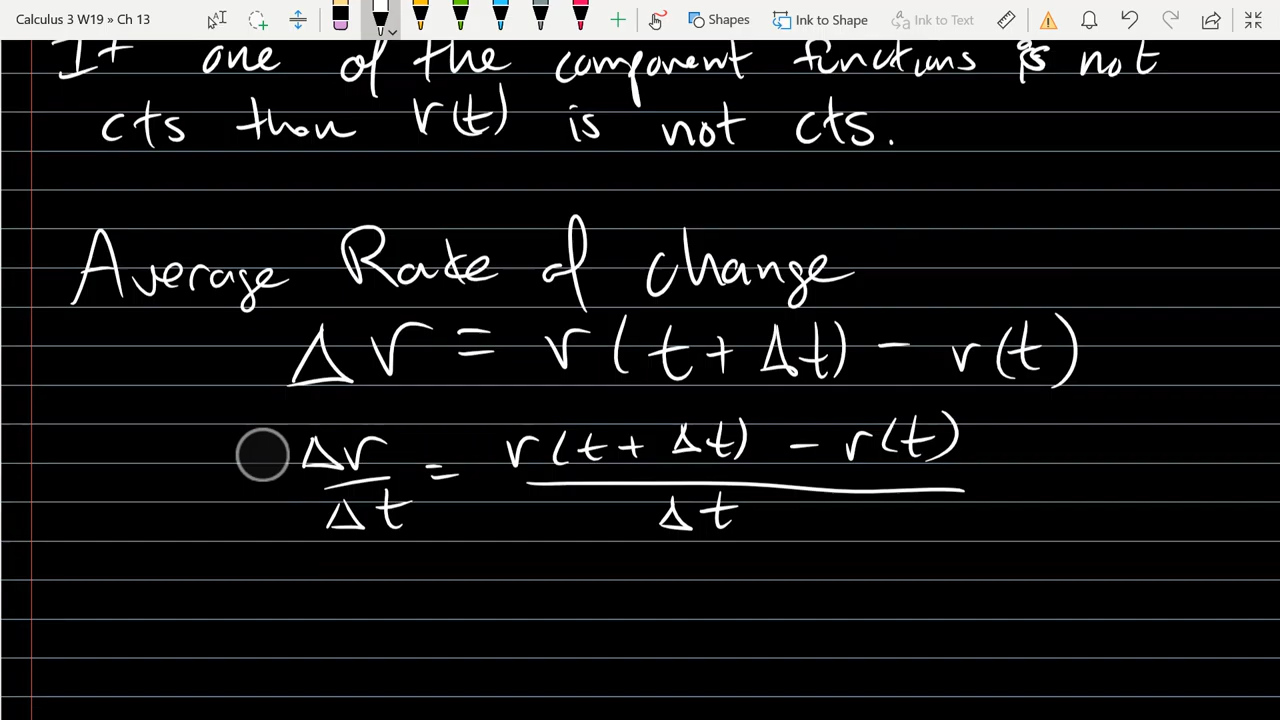 Calculus 3 W19 » Ch 13
Shapes
Ink to Shape
Ink to Text
If one of the component functions is not
cts than r(t) is not cts.
Average Rate of change
Δr = r(t+Δt) - r(t)
Δr/Δt = r(t+Δt) - r(t)/Δt